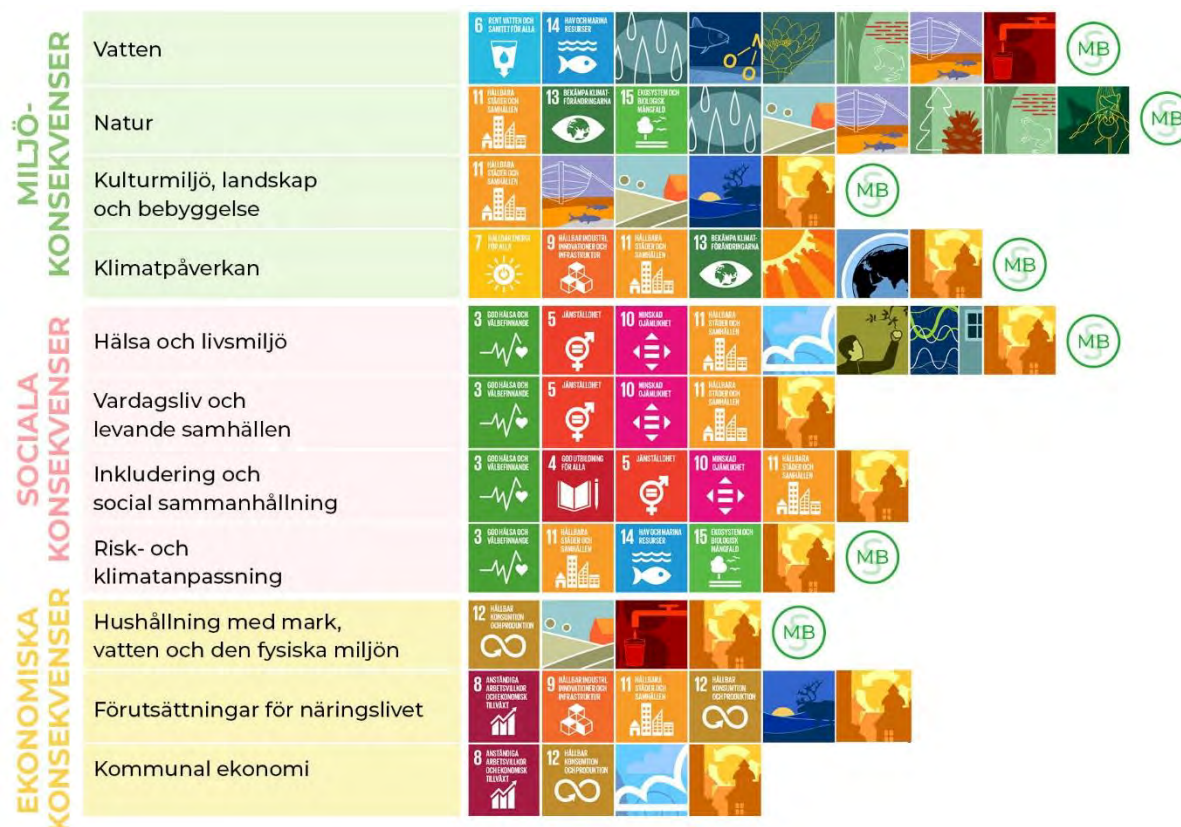 MILJÖ-
KONSEKVENSER
Vatten
6 RENT VATTEN OCH
SANITET FÖR ALLA
14 HAV OCH MARINA
RESURSER
MB
S
Natur
11 HÅLLBARA
STÄDER OCH
SAMHÄLLEN
13 BEKÄMPA KLIMAT-
FÖRÄNDRINGARNA
15 EKOSYSTEM OCH
BIOLOGISK
MÅNGFALD
MB
S
Kulturmiljö, landskap
och bebyggelse
11 HÅLLBARA
STÄDER OCH
SAMHÄLLEN
MB
S
Klimatpåverkan
7 HÅLLBAR ENERGI
FÖR ALLA
9 HÅLLBAR INDUSTRI,
INNOVATIONER OCH
INFRASTRUKTUR
11 HÅLLBARA
STÄDER OCH
SAMHÄLLEN
13 BEKÄMPA KLIMAT-
FÖRÄNDRINGARNA
MB
S
SOCIALA
KONSEKVENSER
Hälsa och livsmiljö
3 GOD HÄLSA OCH
VÄLBEFINNANDE
5 JÄMSTÄLLDHET
10 MINSKAD
OJÄMLIKHET
11 HÅLLBARA
STÄDER OCH
SAMHÄLLEN
MB
S
Vardagsliv och
levande samhällen
3 GOD HÄLSA OCH
VÄLBEFINNANDE
5 JÄMSTÄLLDHET
10 MINSKAD
OJÄMLIKHET
11 HÅLLBARA
STÄDER OCH
SAMHÄLLEN
Inkludering och
social sammanhållning
3 GOD HÄLSA OCH
VÄLBEFINNANDE
4 GOD UTBILDNING
FÖR ALLA
5 JÄMSTÄLLDHET
10 MINSKAD
OJÄMLIKHET
11 HÅLLBARA
STÄDER OCH
SAMHÄLLEN
Risk- och
klimatanpassning
3 GOD HÄLSA OCH
VÄLBEFINNANDE
11 HÅLLBARA
STÄDER OCH
SAMHÄLLEN
14 HAV OCH MARINA
RESURSER
15 EKOSYSTEM OCH
BIOLOGISK
MÅNGFALD
MB
S
EKONOMISKA
KONSEKVENSER
Hushållning med mark,
vatten och den fysiska miljön
12 HÅLLBAR
KONSUMTION
OCH PRODUKTION
MB
S
Förutsättningar för näringslivet
8 ANSTÄNDIGA
ARBETSVILLKOR
OCH EKONOMISK
TILLVÄXT
9 HÅLLBAR INDUSTRI,
INNOVATIONER OCH
INFRASTRUKTUR
11 HÅLLBARA
STÄDER OCH
SAMHÄLLEN
12 HÅLLBAR
KONSUMTION
OCH PRODUKTION
Kommunal ekonomi
8 ANSTÄNDIGA
ARBETSVILLKOR
OCH EKONOMISK
TILLVÄXT
12 HÅLLBAR
KONSUMTION
OCH PRODUKTION